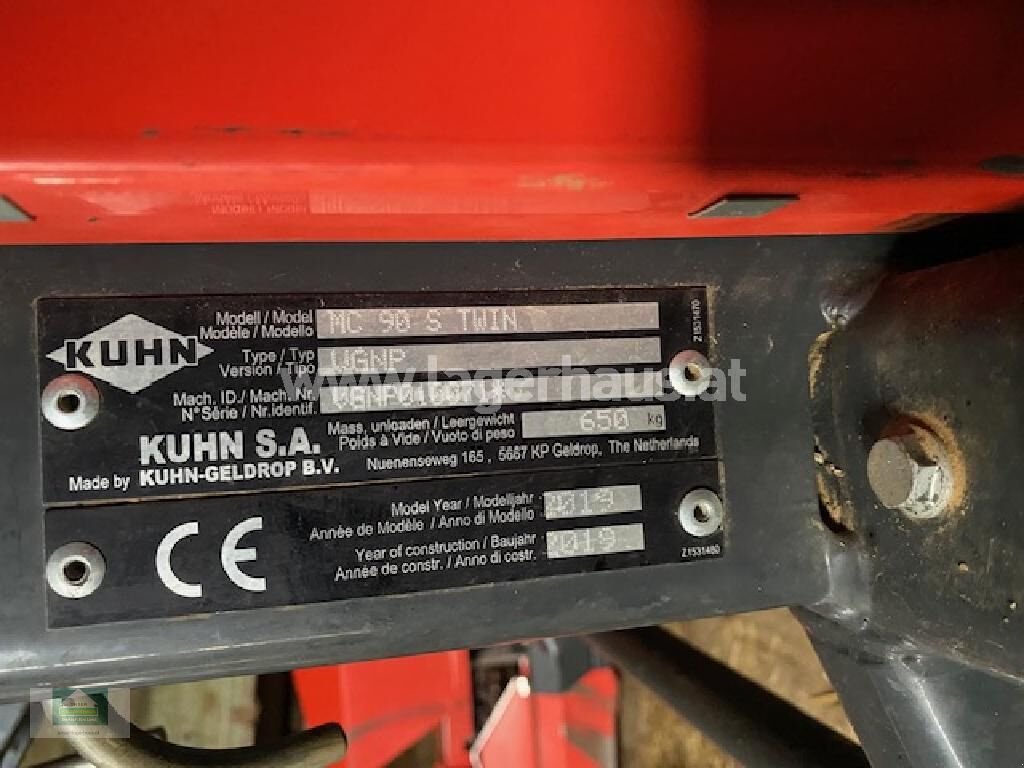 KUHN
Modell / Model
Modèle / Modello
MC 90 S TWIN
Type / Typ
Version / Tipo
VGNP
Mach. ID./ Mach. Nr.
N°Série / Nr.identif.
www.lagerhaus.at
Mass, unloaden / Leergewicht
Poids à Vide / Vuoto di peso
650 kg
KUHN S.A.
Made by KUHN-GELDROP B.V.
Nuenenseweg 165 , 5667 KP Geldrop, The Netherlands
Z1531470
CE
Model Year / Modelljahr
Année de Modèle / Anno di Modello
2019
Year of construction / Baujahr
Année de constr. / Anno di costr.
2019
Z1531480